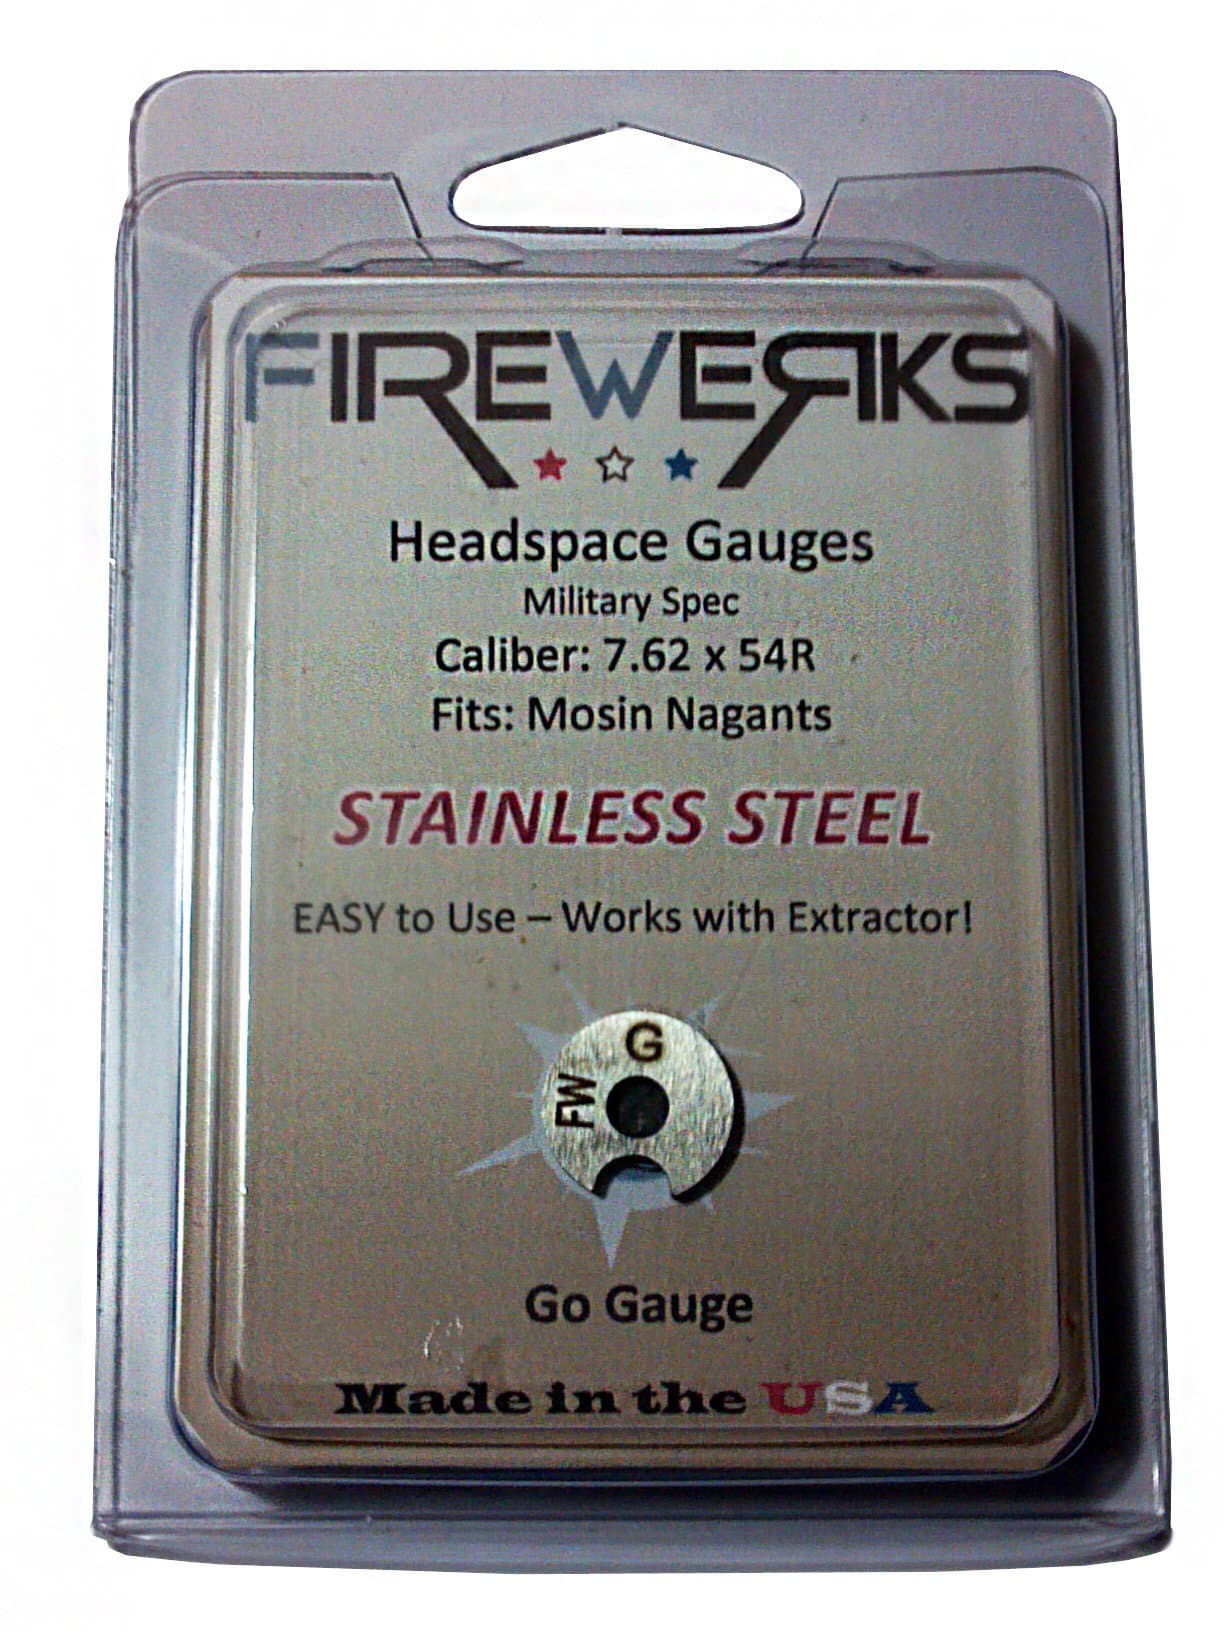 FIREWERKS
Headspace Gauges
Military Spec
Caliber: 7.62 x 54R
Fits: Mosin Nagants
STAINLESS STEEL
EASY to Use – Works with Extractor!
G
FW
Go Gauge
Made in the USA